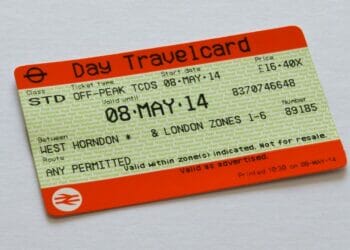 Day Travelcard
Class Ticket type Start date Price
STD OFF-PEAK TCDS 08·MAY·14 £16·40X
Valid until
08·MAY·14 8370746648
Between Number
WEST HORNDON * & LONDON ZONES 1-6 89185
Route
ANY PERMITTED Valid within zone(s) indicated. Not for resale.
Valid as advertised.
Printed 10:30 on 08-MAY-14